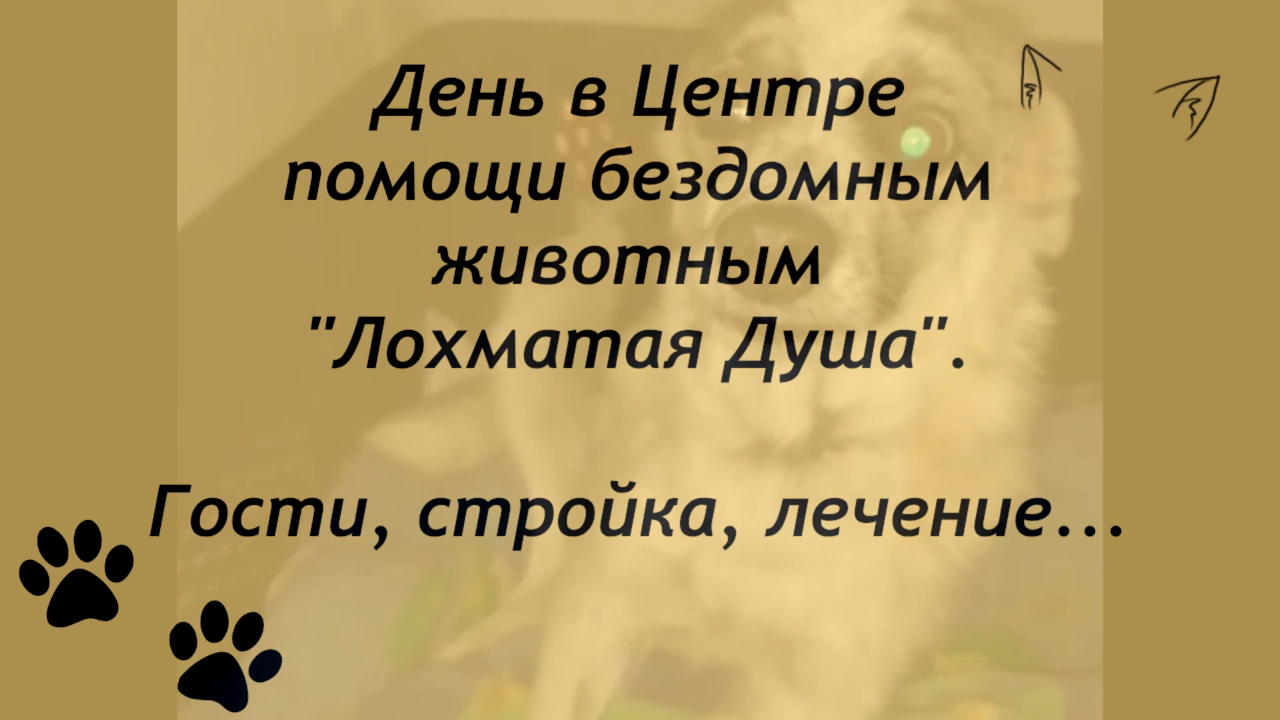 День в Центре
помощи бездомным
животным
"Лохматая Душа".
Гости, стройка, лечение...